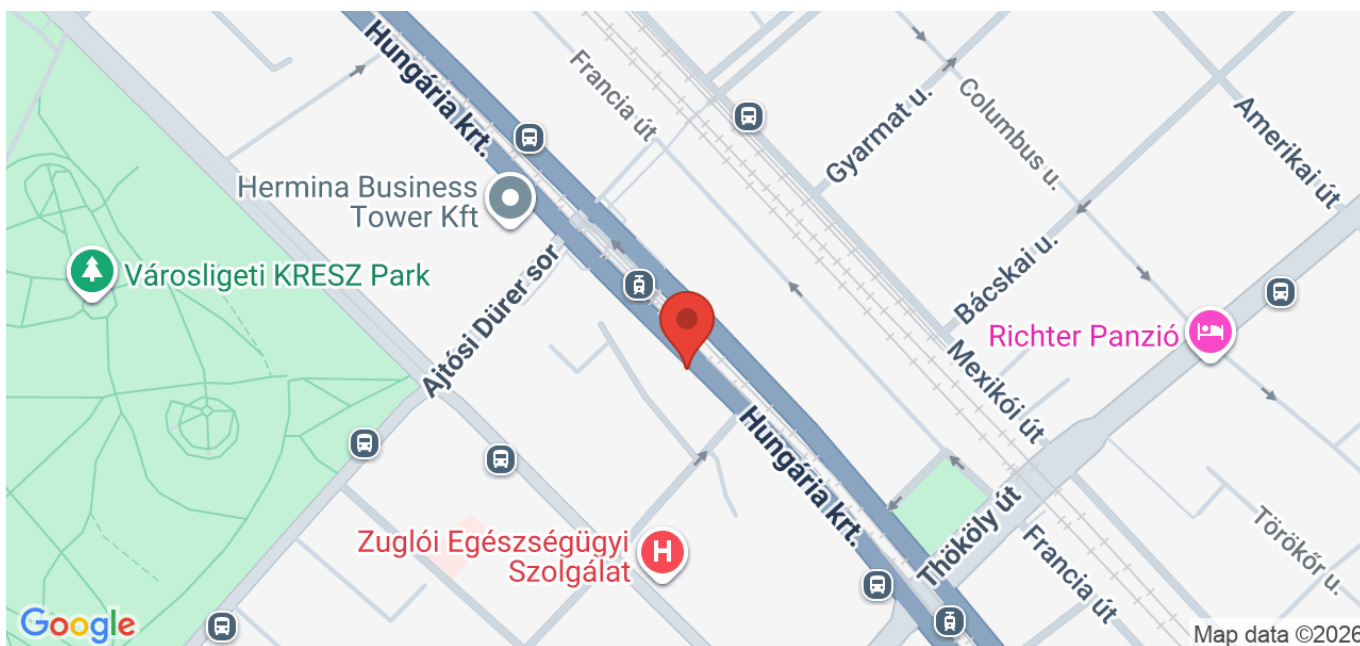 Hungária krt.
Francia út
Gyarmat u.
Columbus u.
Amerikai út
Hermina Business
Tower Kft
Városligeti KRESZ Park
Ajtósi Dürer sor
Bácskai u.
Richter Panzió
Mexikói út
Hungária krt.
Thököly út
Francia út
Törökőr u.
Zuglói Egészségügyi
Szolgálat
H
Google
Map data ©2026